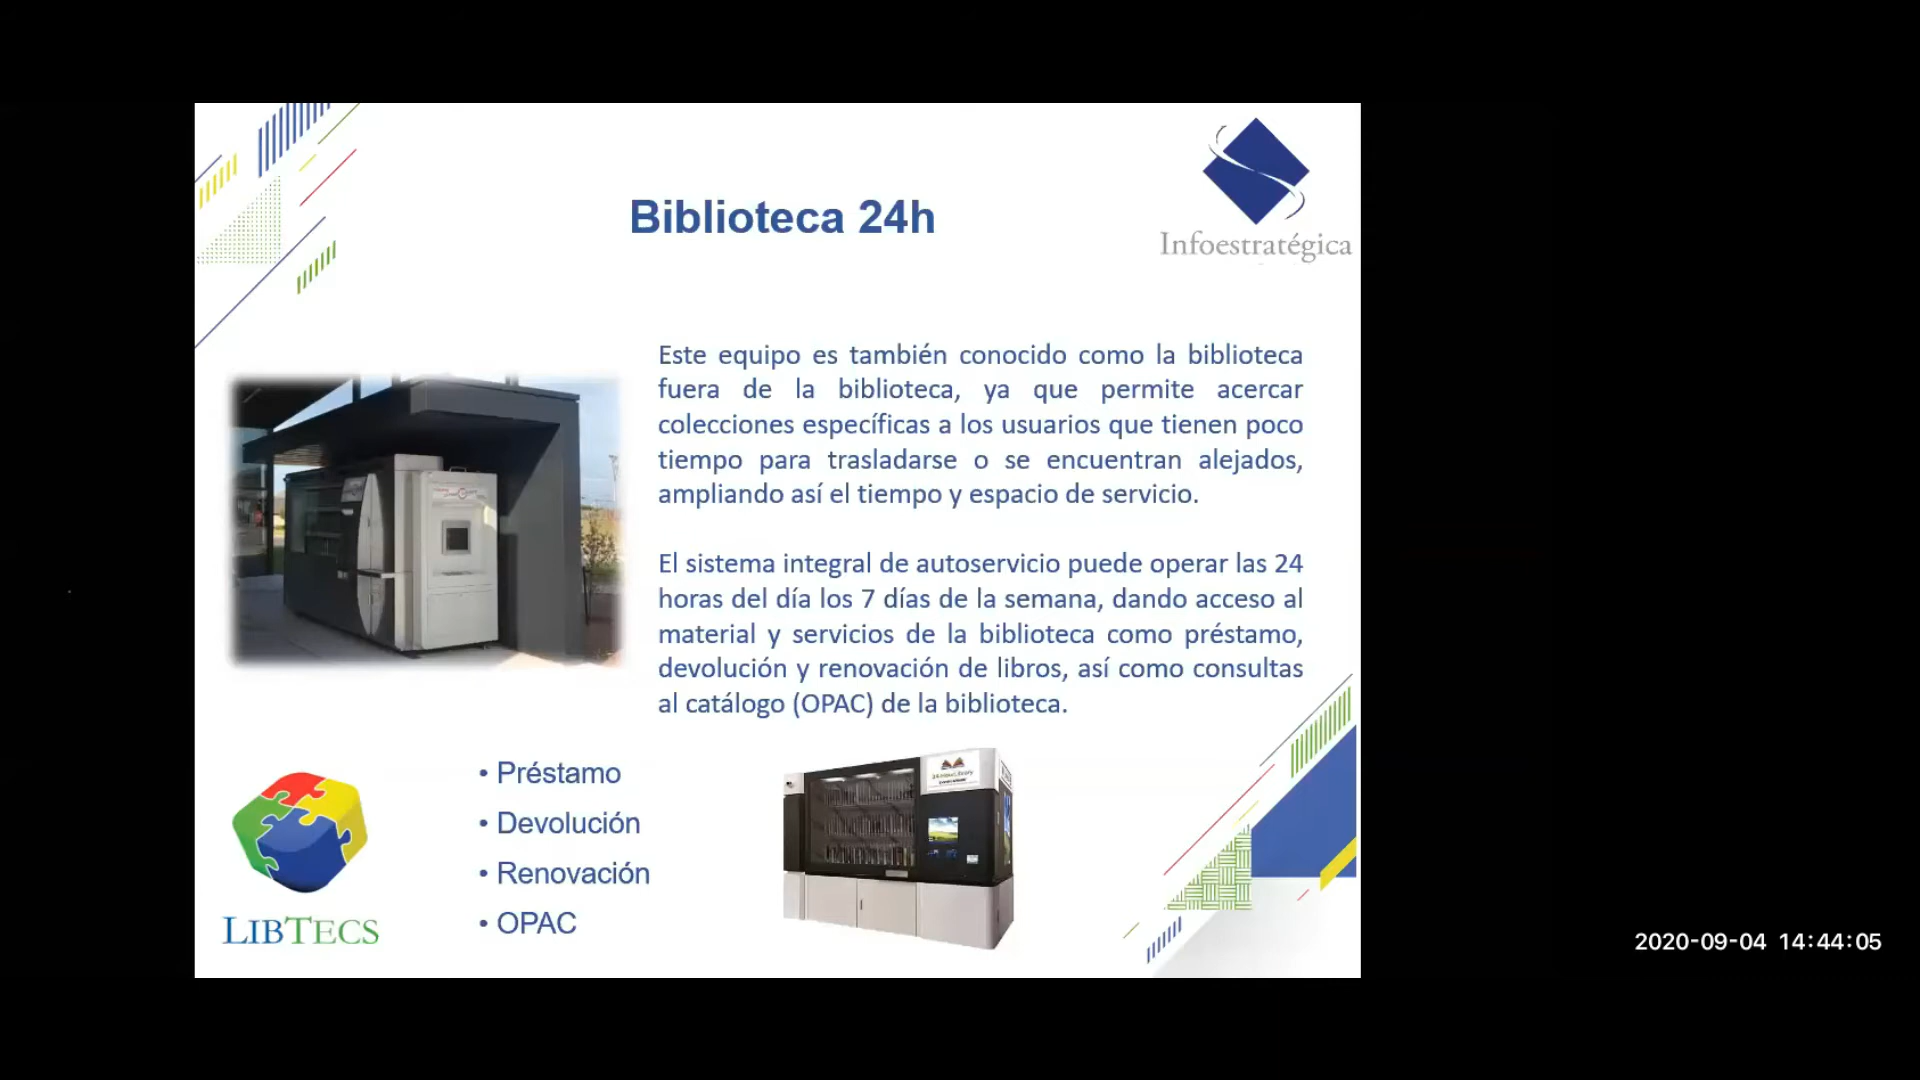 Infoestratégica
Biblioteca 24h
Este equipo es también conocido como la biblioteca
fuera de la biblioteca, ya que permite acercar
colecciones específicas a los usuarios que tienen poco
tiempo para trasladarse o se encuentran alejados,
ampliando así el tiempo y espacio de servicio.
El sistema integral de autoservicio puede operar las 24
horas del día los 7 días de la semana, dando acceso al
material y servicios de la biblioteca como préstamo,
devolución y renovación de libros, así como consultas
al catálogo (OPAC) de la biblioteca.
• Préstamo
• Devolución
• Renovación
• OPAC
LIBTECS
24-Hour Library
2020-09-04 14:44:05